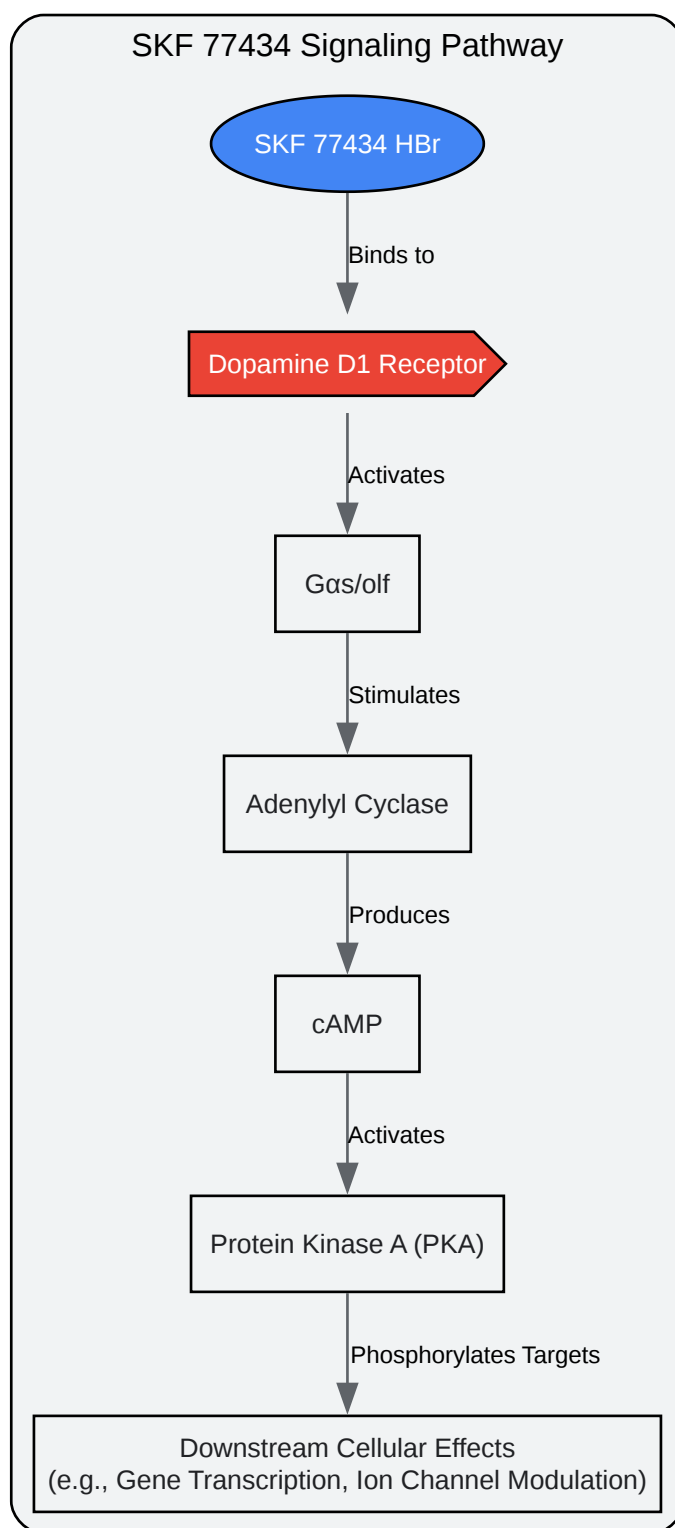 SKF 77434 Signaling Pathway
SKF 77434 HBr
Binds to
Dopamine D1 Receptor
Activates
Gαs/olf
Stimulates
Adenylyl Cyclase
Produces
cAMP
Activates
Protein Kinase A (PKA)
Phosphorylates Targets
Downstream Cellular Effects
(e.g., Gene Transcription, Ion Channel Modulation)